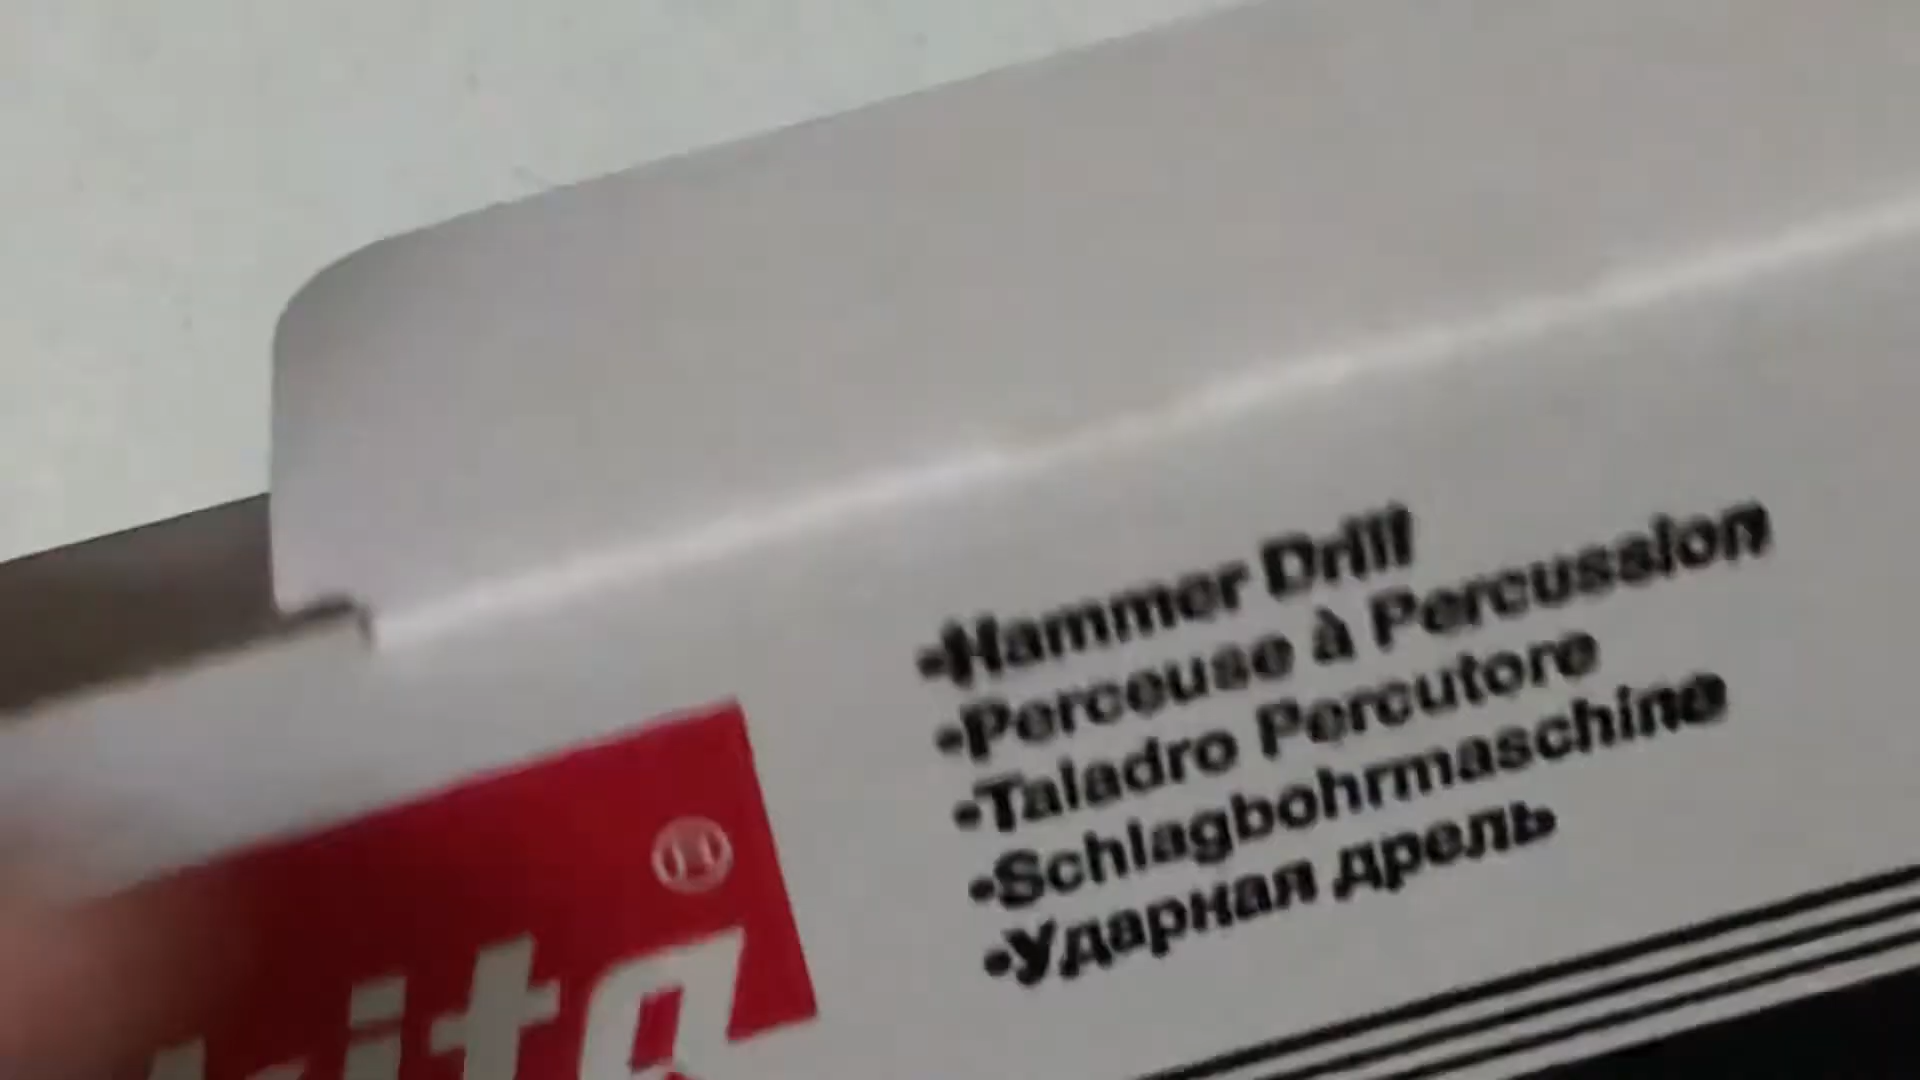 •Hammer Drill
•Perceuse à Percussion
•Taladro Percutore
•Schlagbohrmaschine
•Ударная дрель
kita